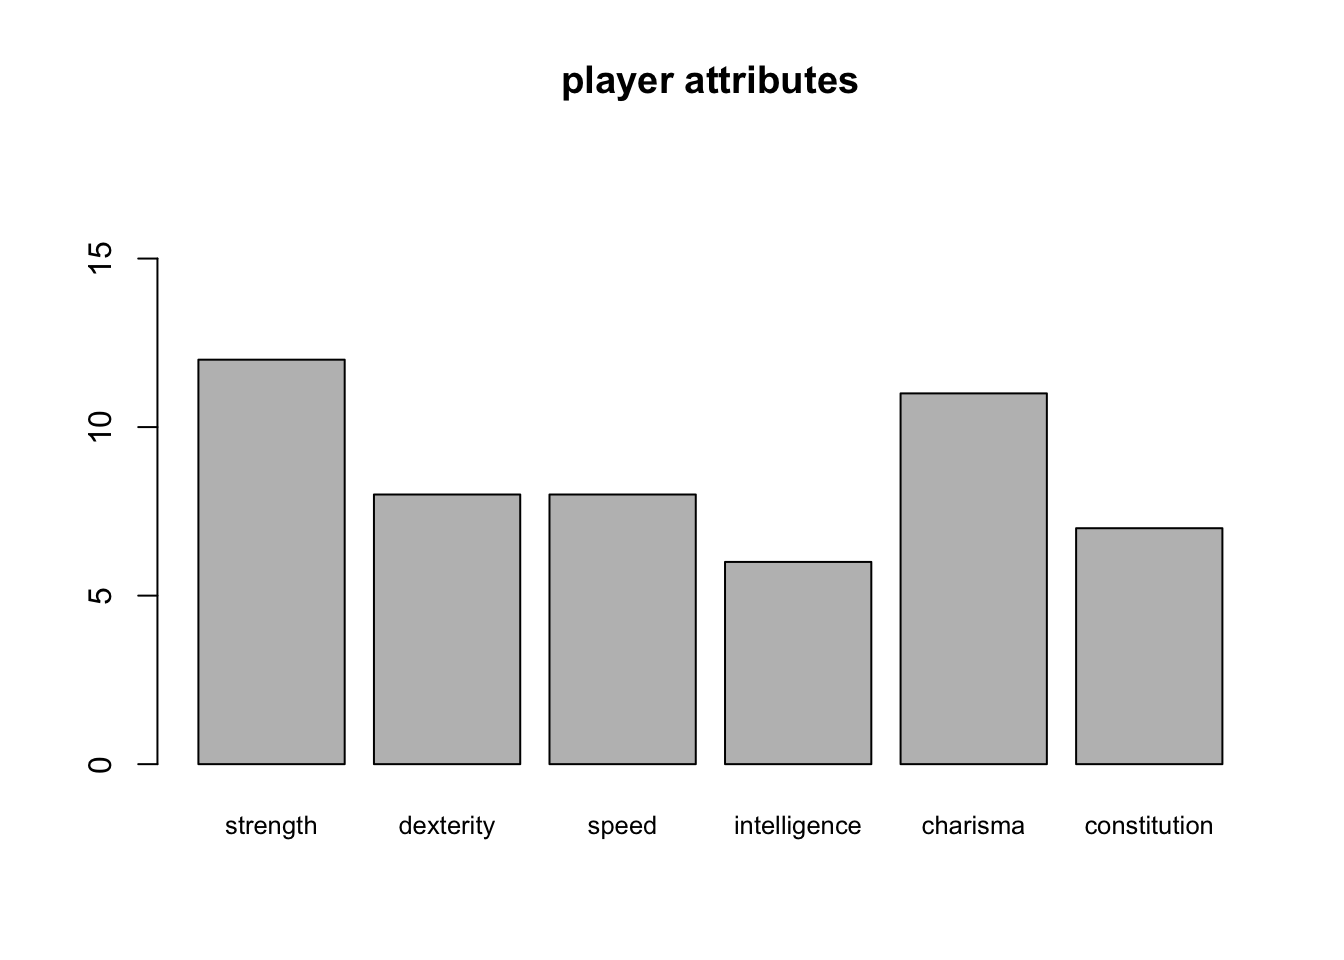 player attributes
15
10
5
0
strength dexterity speed intelligence charisma constitution